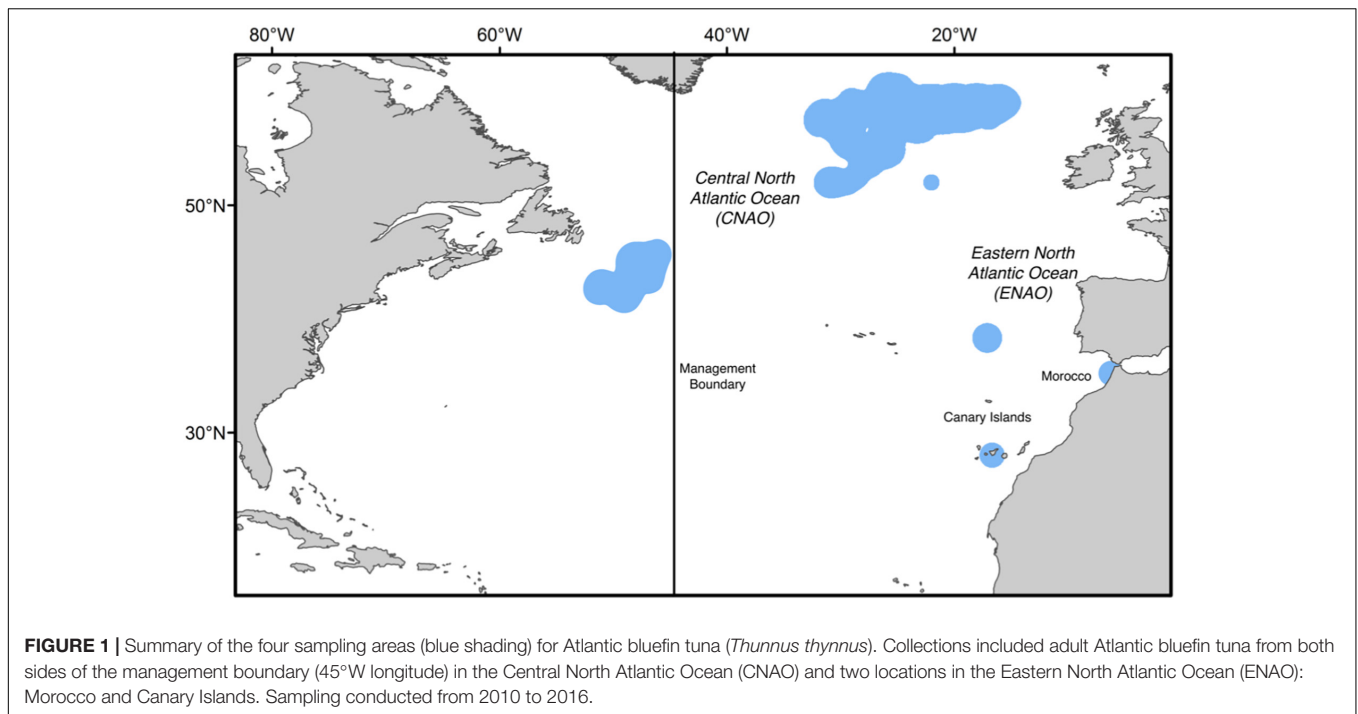 80°W 60°W 40°W 20°W
50°N
30°N
Central North
Atlantic Ocean
(CNAO)
Eastern North
Atlantic Ocean
(ENAO)
Management
Boundary
Morocco
Canary Islands
FIGURE 1 | Summary of the four sampling areas (blue shading) for Atlantic bluefin tuna (Thunnus thynnus). Collections included adult Atlantic bluefin tuna from both
sides of the management boundary (45°W longitude) in the Central North Atlantic Ocean (CNAO) and two locations in the Eastern North Atlantic Ocean (ENAO):
Morocco and Canary Islands. Sampling conducted from 2010 to 2016.